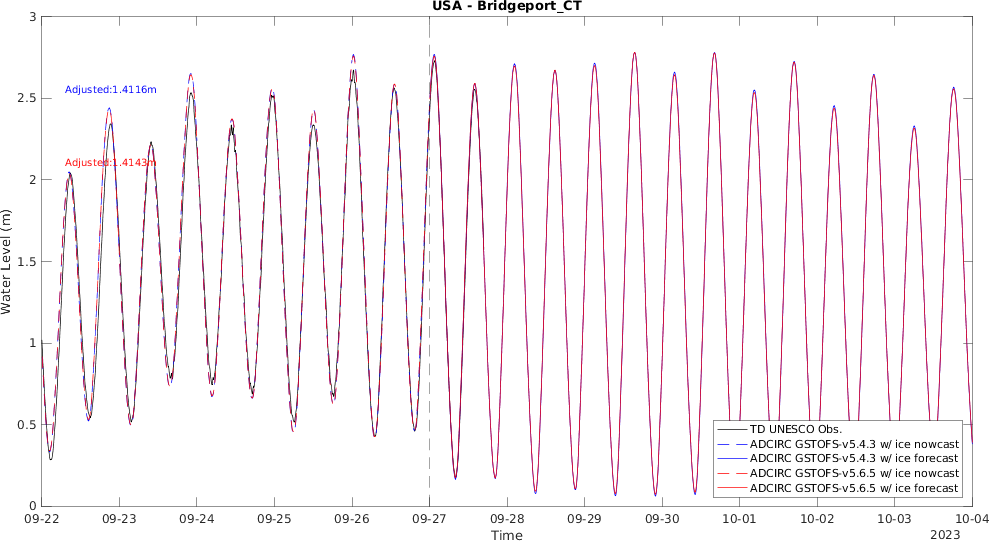 USA - Bridgeport_CT
3
2.5
2
1.5
1
0.5
0
Water Level (m)
Adjusted:1.4116m
Adjusted:1.4143m
TD UNESCO Obs.
ADCIRC GSTOFS-v5.4.3 w/ ice nowcast
ADCIRC GSTOFS-v5.4.3 w/ ice forecast
ADCIRC GSTOFS-v5.6.5 w/ ice nowcast
ADCIRC GSTOFS-v5.6.5 w/ ice forecast
09-22 09-23 09-24 09-25 09-26 09-27 09-28 09-29 09-30 10-01 10-02 10-03 10-04
Time
2023